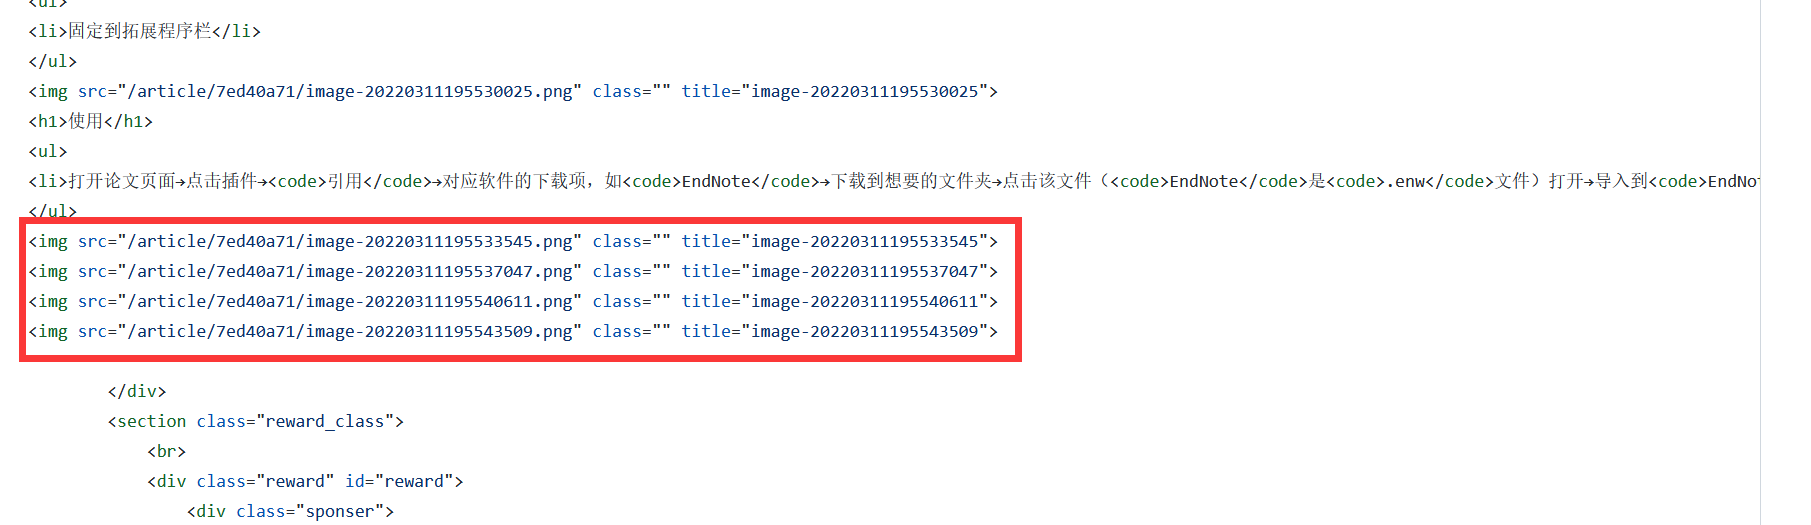 <ul>
<li>固定到拓展程序栏</li>
</ul>
<img src="/article/7ed40a71/image-20220311195530025.png" class="" title="image-20220311195530025">
<h1>使用</h1>
<ul>
<li>打开论文页面→点击插件→<code>引用</code>→对应软件的下载项，如<code>EndNote</code>→下载到想要的文件夹→点击该文件（<code>EndNote</code>是<code>.enw</code>文件）打开→导入到<code>EndNot
</ul>
<img src="/article/7ed40a71/image-20220311195533545.png" class="" title="image-20220311195533545">
<img src="/article/7ed40a71/image-20220311195537047.png" class="" title="image-20220311195537047">
<img src="/article/7ed40a71/image-20220311195540611.png" class="" title="image-20220311195540611">
<img src="/article/7ed40a71/image-20220311195543509.png" class="" title="image-20220311195543509">
</div>
<section class="reward_class">
<br>
<div class="reward" id="reward">
<div class="sponser">